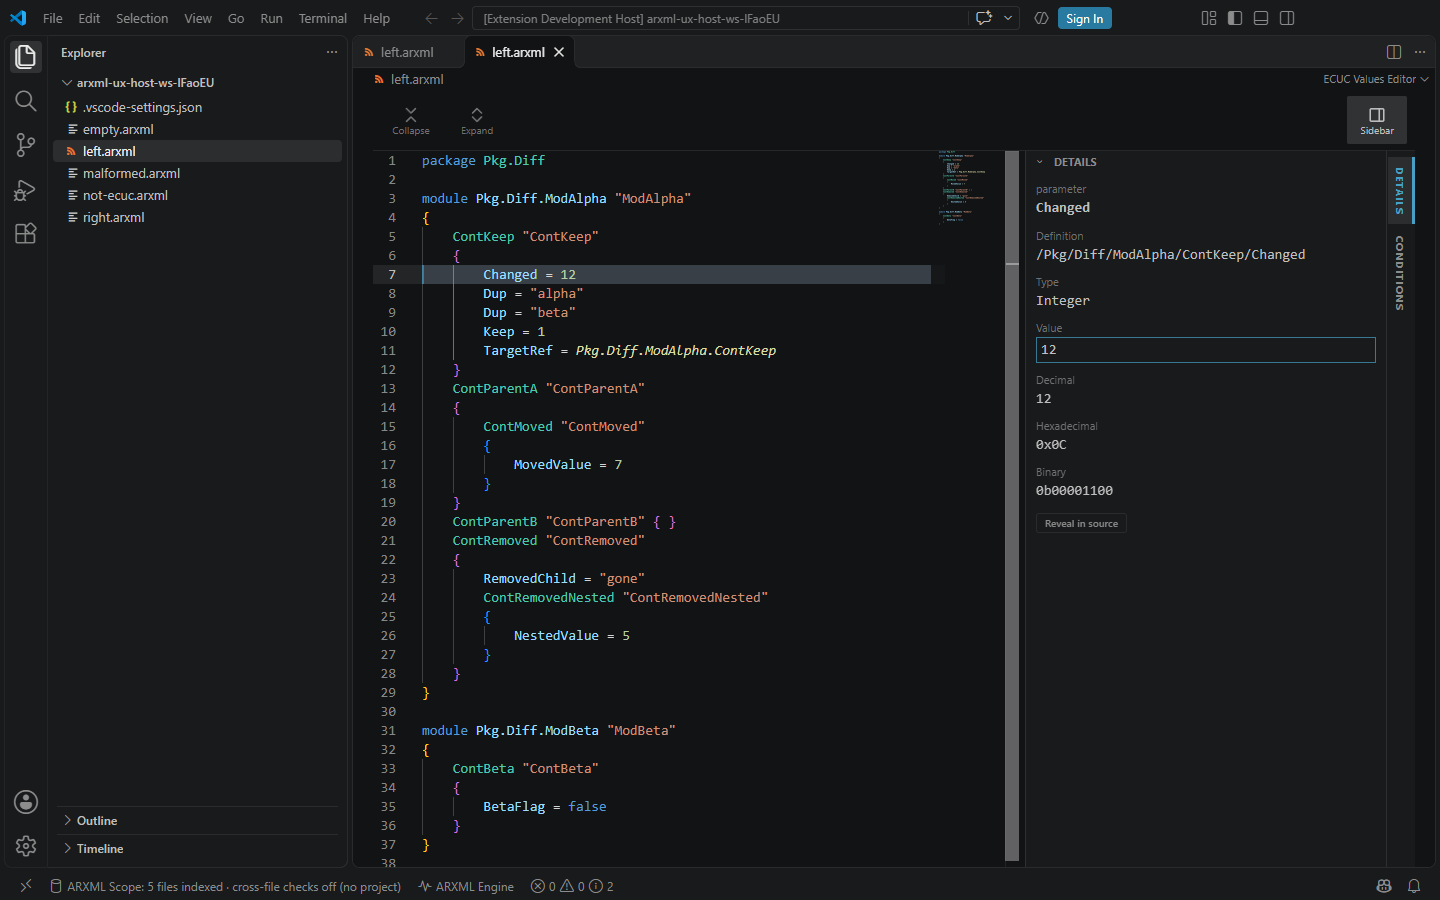 File Edit Selection View Go Run Terminal Help
[Extension Development Host] arxml-ux-host-ws-IFaoEU
Sign In
Explorer
arxml-ux-host-ws-IFaoEU
{} .vscode-settings.json
empty.arxml
left.arxml
malformed.arxml
not-ecuc.arxml
right.arxml
Outline
Timeline
left.arxml
left.arxml
left.arxml
ECUC Values Editor
Collapse
Expand
Sidebar
1 package Pkg.Diff
2
3 module Pkg.Diff.ModAlpha "ModAlpha"
4 {
5 ContKeep "ContKeep"
6 {
7 Changed = 12
8 Dup = "alpha"
9 Dup = "beta"
10 Keep = 1
11 TargetRef = Pkg.Diff.ModAlpha.ContKeep
12 }
13 ContParentA "ContParentA"
14 {
15 ContMoved "ContMoved"
16 {
17 MovedValue = 7
18 }
19 }
20 ContParentB "ContParentB" { }
21 ContRemoved "ContRemoved"
22 {
23 RemovedChild = "gone"
24 ContRemovedNested "ContRemovedNested"
25 {
26 NestedValue = 5
27 }
28 }
29 }
30
31 module Pkg.Diff.ModBeta "ModBeta"
32 {
33 ContBeta "ContBeta"
34 {
35 BetaFlag = false
36 }
37 }
38
DETAILS
parameter
Changed
Definition
/Pkg/Diff/ModAlpha/ContKeep/Changed
Type
Integer
Value
12
Decimal
12
Hexadecimal
0x0C
Binary
0b00001100
Reveal in source
DETAILS
CONDITIONS
ARXML Scope: 5 files indexed · cross-file checks off (no project)
ARXML Engine
0 0 2